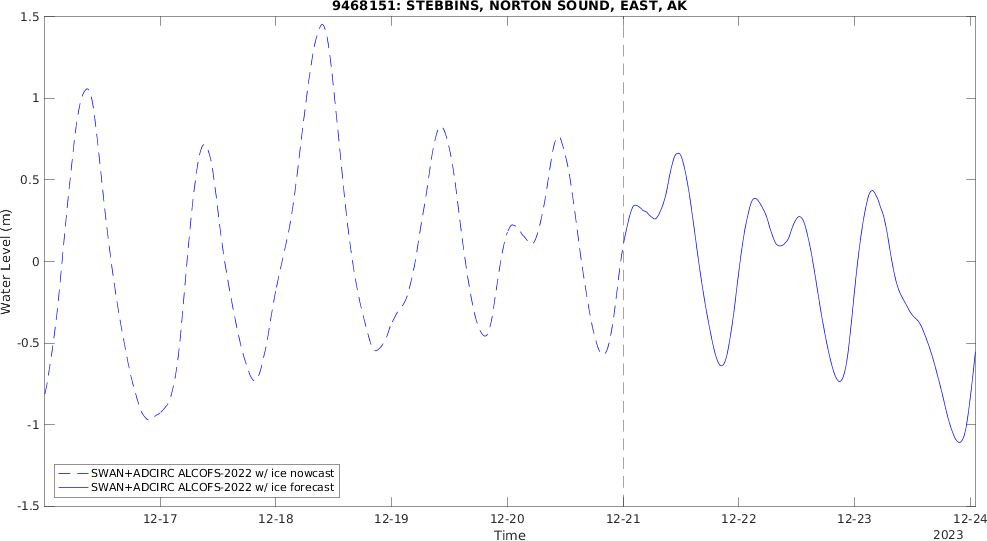 9468151: STEBBINS, NORTON SOUND, EAST, AK
Water Level (m)
1.5
1
0.5
0
-0.5
-1
-1.5
SWAN+ADCIRC ALCOFS-2022 w/ ice nowcast
SWAN+ADCIRC ALCOFS-2022 w/ ice forecast
12-17 12-18 12-19 12-20 12-21 12-22 12-23 12-24
Time
2023